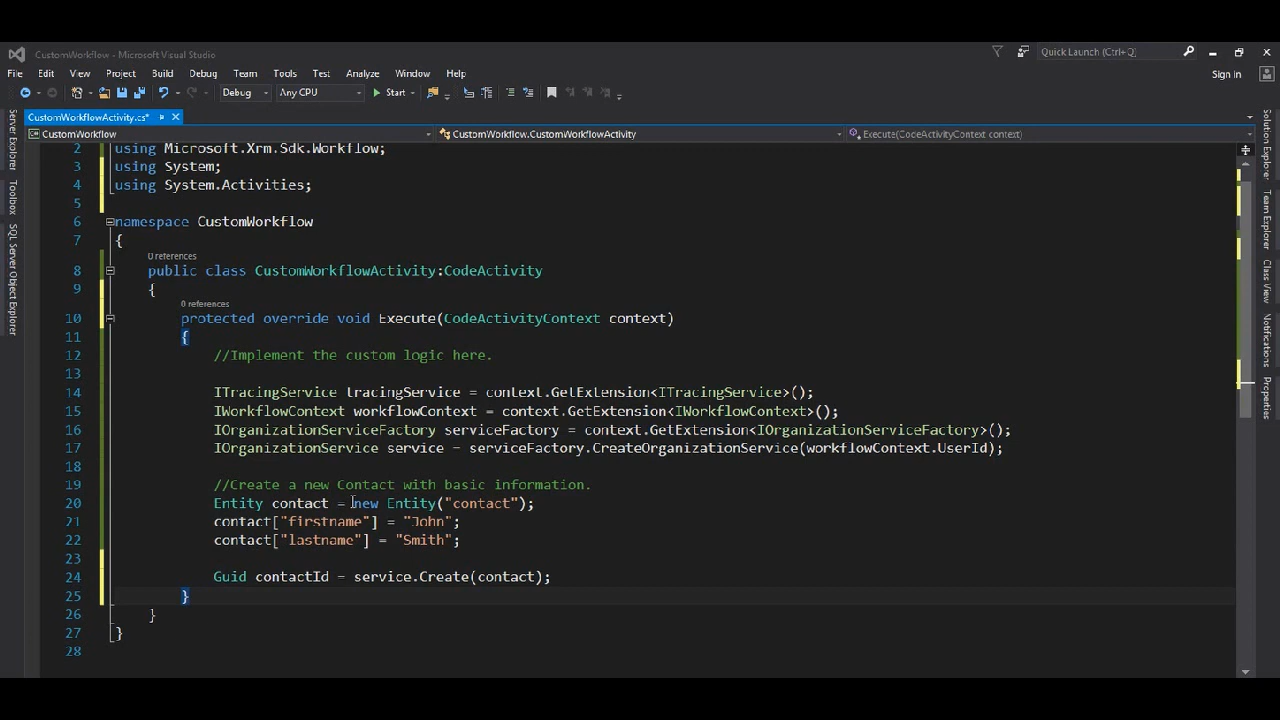 CustomWorkflow - Microsoft Visual Studio
Quick Launch (Ctrl+Q)
File Edit View Project Build Debug Team Tools Test Analyze Window Help
Sign in
Debug Any CPU Start
CustomWorkflowActivity.cs*
CustomWorkflow CustomWorkflow.CustomWorkflowActivity Execute(CodeActivityContext context)
Server Explorer
Toolbox
SQL Server Object Explorer
2 using Microsoft.Xrm.Sdk.Workflow;
3 using System;
4 using System.Activities;
5
6 namespace CustomWorkflow
7 {
0 references
8 public class CustomWorkflowActivity:CodeActivity
9 {
0 references
10 protected override void Execute(CodeActivityContext context)
11 {
12 //Implement the custom logic here.
13
14 ITracingService tracingService = context.GetExtension<ITracingService>();
15 IWorkflowContext workflowContext = context.GetExtension<IWorkflowContext>();
16 IOrganizationServiceFactory serviceFactory = context.GetExtension<IOrganizationServiceFactory>();
17 IOrganizationService service = serviceFactory.CreateOrganizationService(workflowContext.UserId);
18
19 //Create a new Contact with basic information.
20 Entity contact = new Entity("contact");
21 contact["firstname"] = "John";
22 contact["lastname"] = "Smith";
23
24 Guid contactId = service.Create(contact);
25 }
26 }
27 }
28
Solution Explorer
Team Explorer
Class View
Notifications
Properties